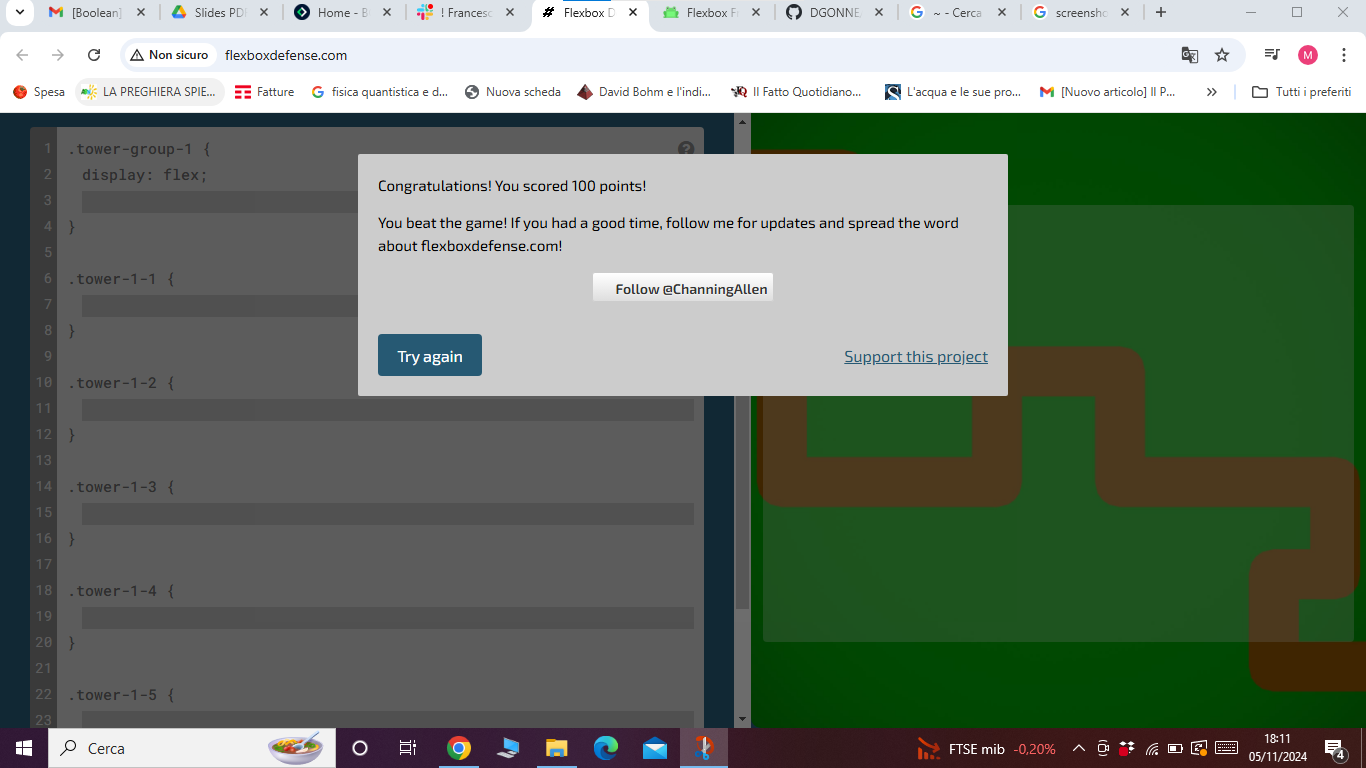 [Boolean]
Slides PD
Home - B
! Francesc
Flexbox D
Flexbox Fr
DGONNE
~ - Cerca
screensho
Non sicuro
flexboxdefense.com
M
Spesa
LA PREGHIERA SPIE...
Fatture
fisica quantistica e d...
Nuova scheda
David Bohm e l'indi...
Il Fatto Quotidiano...
L'acqua e le sue pro...
[Nuovo articolo] Il P...
»
Tutti i preferiti
1 .tower-group-1 {
?
2 display: flex;
3
4 }
5
6 .tower-1-1 {
7
8 }
9
10 .tower-1-2 {
11
12 }
13
14 .tower-1-3 {
15
16 }
17
18 .tower-1-4 {
19
20 }
21
22 .tower-1-5 {
23
Congratulations! You scored 100 points!
You beat the game! If you had a good time, follow me for updates and spread the word
about flexboxdefense.com!
Follow @ChanningAllen
Try again
Support this project
Cerca
FTSE mib -0,20%
18:11
05/11/2024
4